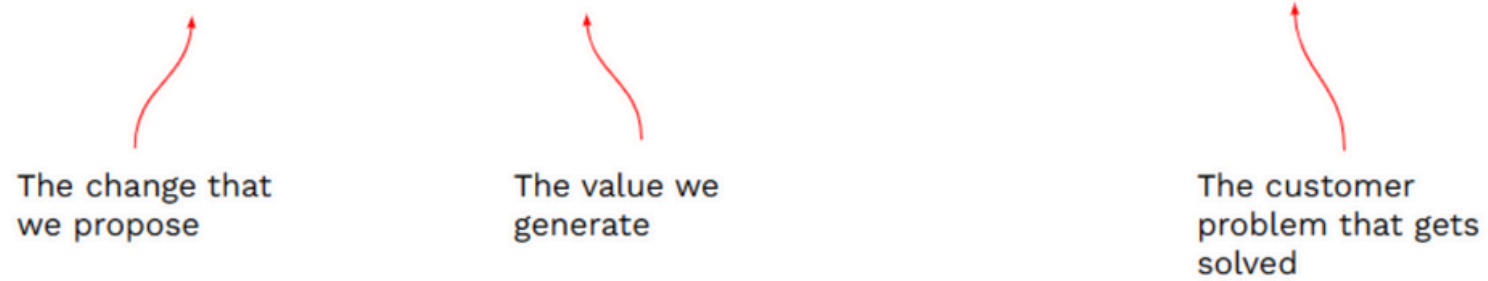 The change that
we propose
The value we
generate
The customer
problem that gets
solved